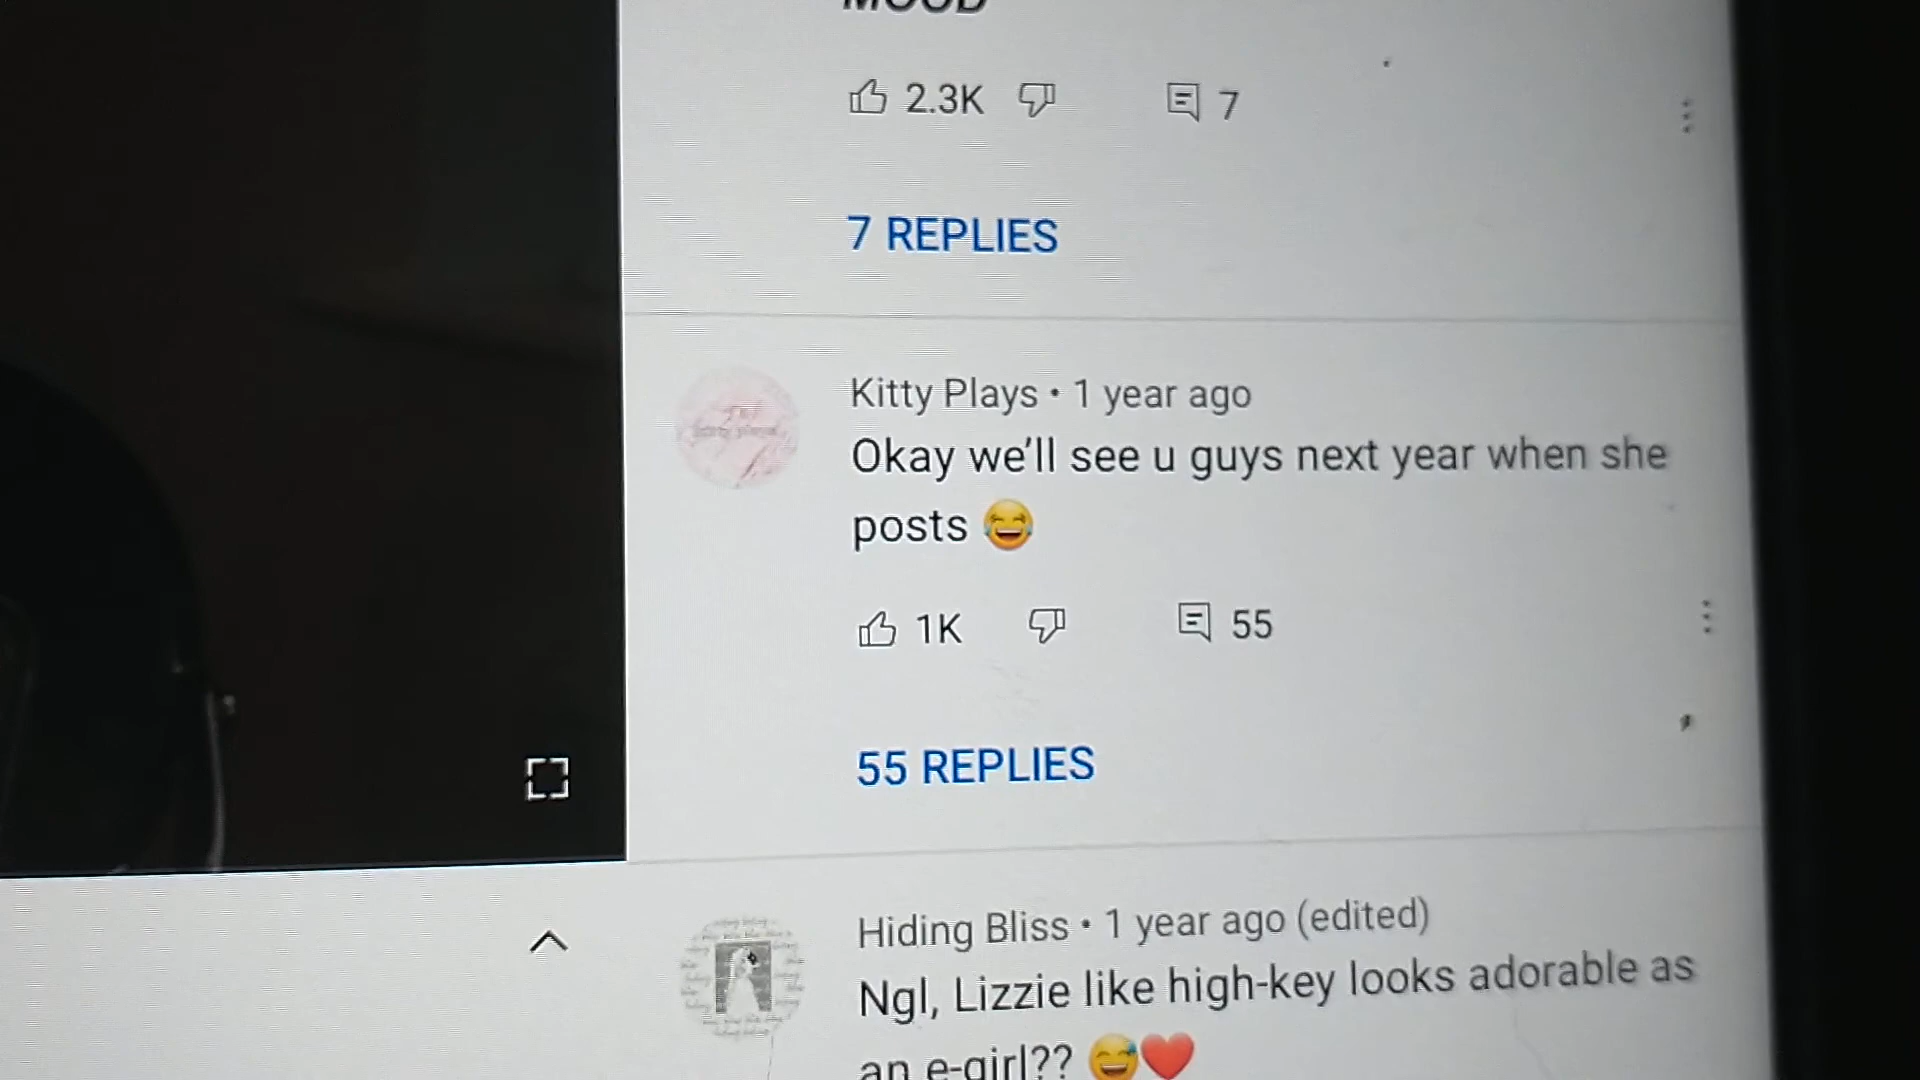 MOOD
2.3K 7
7 REPLIES
Kitty Plays • 1 year ago
Okay we'll see u guys next year when she
posts 😂
1K 55
55 REPLIES
Hiding Bliss • 1 year ago (edited)
Ngl, Lizzie like high-key looks adorable as
an e-girl?? 😅❤️